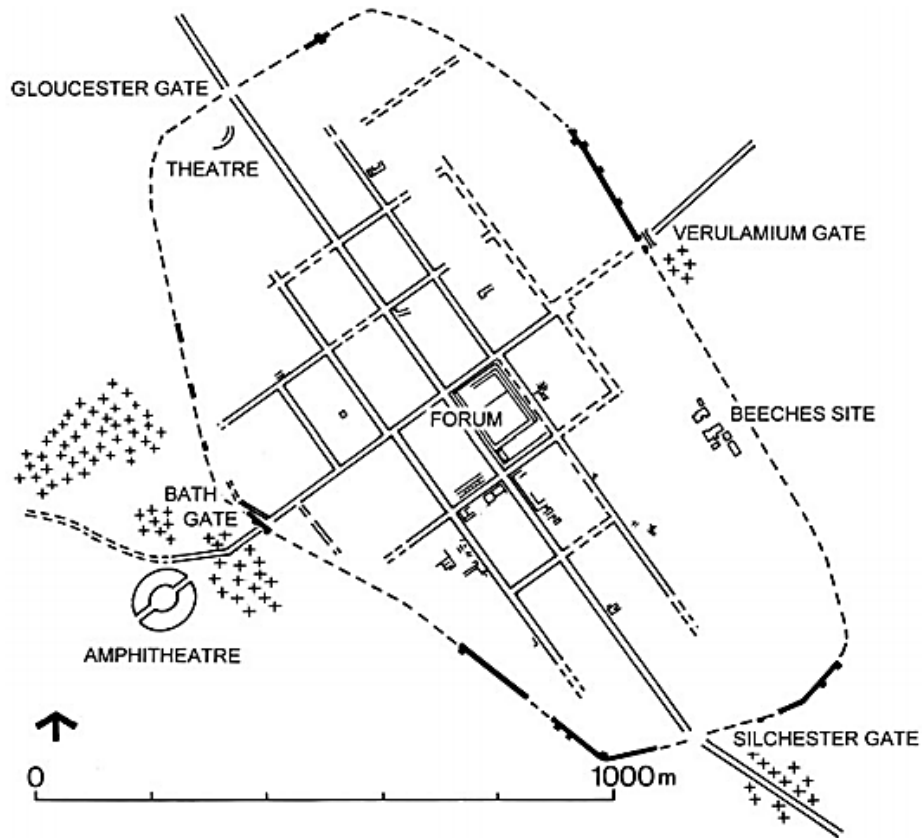 GLOUCESTER GATE
THEATRE
VERULAMIUM GATE
FORUM
BEECHES SITE
BATH
GATE
AMPHITHEATRE
SILCHESTER GATE
0
1000 m